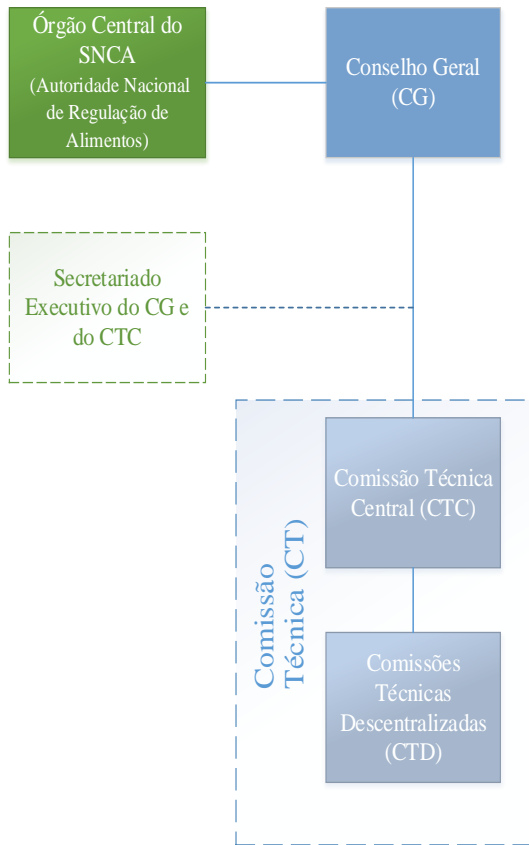 Órgão Central do
SNCA
(Autoridade Nacional
de Regulação de
Alimentos)
Conselho Geral
(CG)
Secretariado
Executivo do CG e
do CTC
Comissão
Técnica (CT)
Comissão Técnica
Central (CTC)
Comissões
Técnicas
Descentralizadas
(CTD)